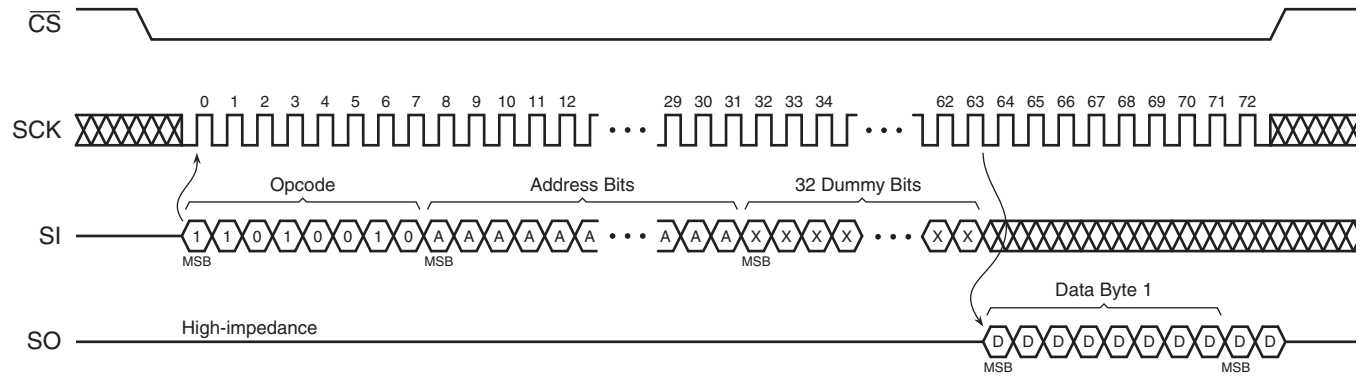 CS
0 1 2 3 4 5 6 7 8 9 10 11 12 29 30 31 32 33 34 62 63 64 65 66 67 68 69 70 71 72
SCK • • • • • •
Opcode Address Bits 32 Dummy Bits
SI 1 1 0 1 0 0 1 0 A A A A A A • • • A A A X X X X • • • X X
MSB MSB MSB
Data Byte 1
High-impedance
SO D D D D D D D D D D
MSB MSB